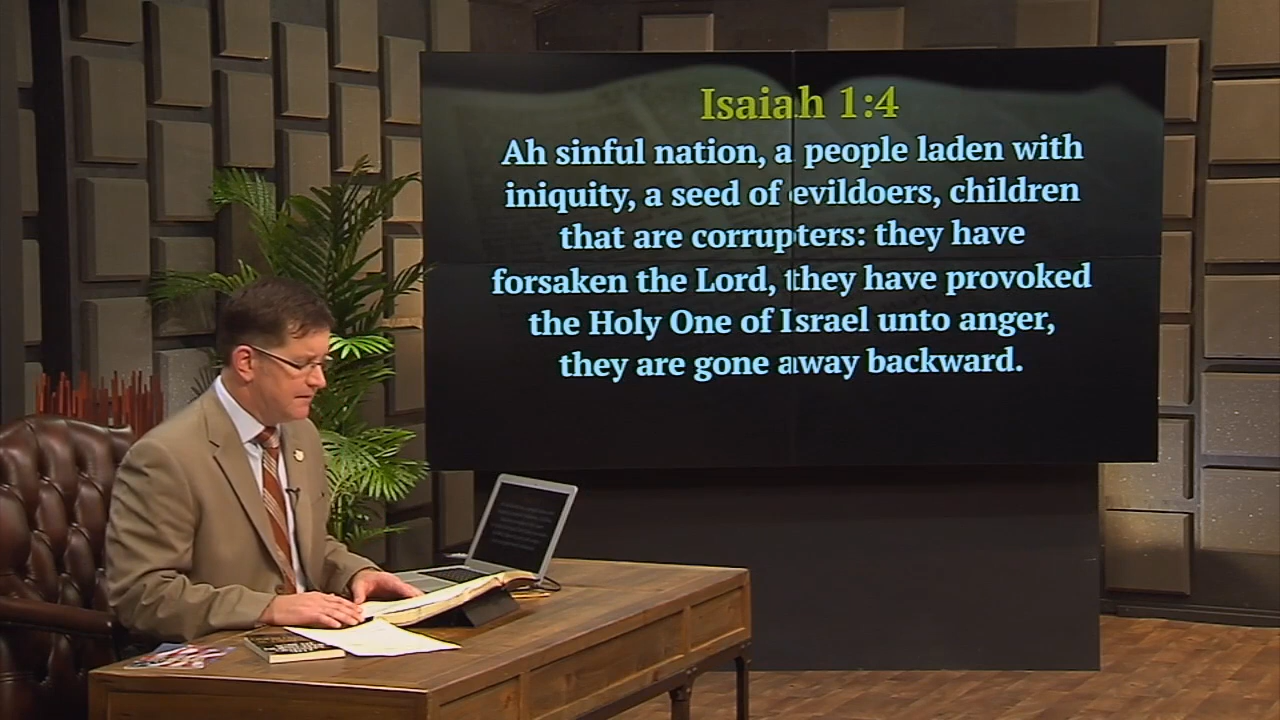 Isaiah 1:4
Ah sinful nation, a people laden with
iniquity, a seed of evildoers, children
that are corrupters: they have
forsaken the Lord, they have provoked
the Holy One of Israel unto anger,
they are gone away backward.